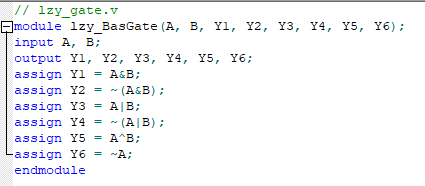 // lzy_gate.v
module lzy_BasGate(A, B, Y1, Y2, Y3, Y4, Y5, Y6);
input A, B;
output Y1, Y2, Y3, Y4, Y5, Y6;
assign Y1 = A&B;
assign Y2 = ~(A&B);
assign Y3 = A|B;
assign Y4 = ~(A|B);
assign Y5 = A^B;
assign Y6 = ~A;
endmodule